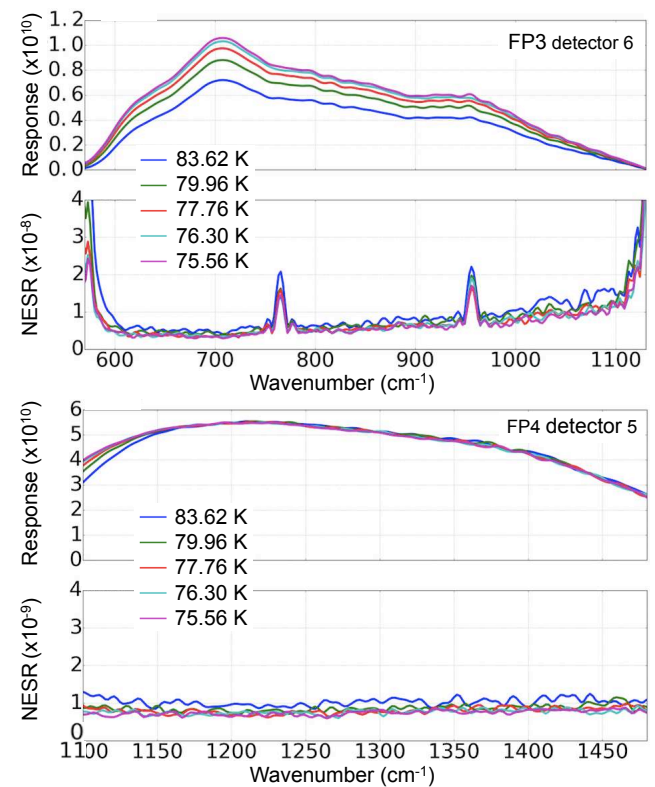 FP3 detector 6
Response (x10¹⁰)
1.2
1.0
0.8
0.6
0.4
0.2
0.0
83.62 K
79.96 K
77.76 K
76.30 K
75.56 K
NESR (x10⁻⁸)
4
3
2
1
0
600 700 800 900 1000 1100
Wavenumber (cm⁻¹)
FP4 detector 5
Response (x10¹⁰)
6
5
4
3
2
1
0
83.62 K
79.96 K
77.76 K
76.30 K
75.56 K
NESR (x10⁻⁹)
4
3
2
1
0
1100 1150 1200 1250 1300 1350 1400 1450
Wavenumber (cm⁻¹)